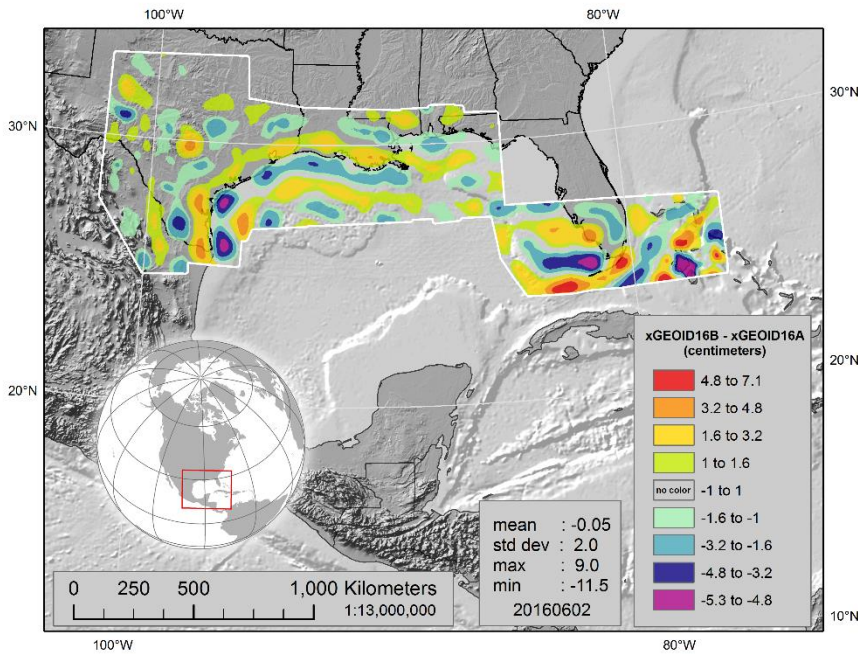 100°W
80°W
30°N
30°N
20°N
20°N
10°N
100°W
80°W
xGEOID16B - xGEOID16A
(centimeters)
4.8 to 7.1
3.2 to 4.8
1.6 to 3.2
1 to 1.6
no color
-1 to 1
-1.6 to -1
-3.2 to -1.6
-4.8 to -3.2
-5.3 to -4.8
mean : -0.05
std dev : 2.0
max : 9.0
min : -11.5
20160602
0 250 500 1,000 Kilometers
1:13,000,000